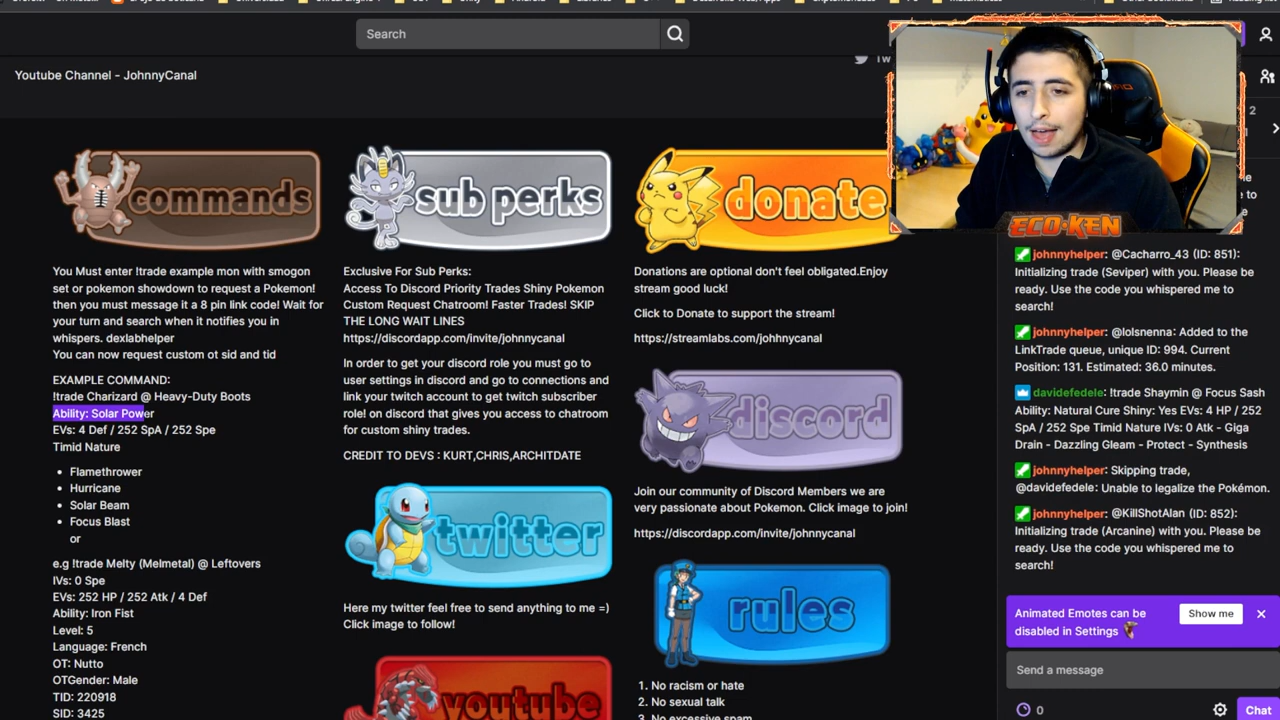 Search
Youtube Channel - JohnnyCanal
commands
You Must enter !trade example mon with smogon
set or pokemon showdown to request a Pokemon!
then you must message it a 8 pin link code! Wait for
your turn and search when it notifies you in
whispers. dexlabhelper
You can now request custom ot sid and tid
EXAMPLE COMMAND:
!trade Charizard @ Heavy-Duty Boots
Ability: Solar Power
EVs: 4 Def / 252 SpA / 252 Spe
Timid Nature
Flamethrower
Hurricane
Solar Beam
Focus Blast
or
e.g !trade Melty (Melmetal) @ Leftovers
IVs: 0 Spe
EVs: 252 HP / 252 Atk / 4 Def
Ability: Iron Fist
Level: 5
Language: French
OT: Nutto
OTGender: Male
TID: 220918
SID: 3425
sub perks
Exclusive For Sub Perks:
Access To Discord Priority Trades Shiny Pokemon
Custom Request Chatroom! Faster Trades! SKIP
THE LONG WAIT LINES
https://discordapp.com/invite/johnnycanal
In order to get your discord role you must go to
user settings in discord and go to connections and
link your twitch account to get twitch subscriber
rolel on discord that gives you access to chatroom
for custom shiny trades.
CREDIT TO DEVS : KURT,CHRIS,ARCHITDATE
twitter
Here my twitter feel free to send anything to me =)
Click image to follow!
youtube
donate
Donations are optional don't feel obligated.Enjoy
stream good luck!
Click to Donate to support the stream!
https://streamlabs.com/johhnycanal
discord
Join our community of Discord Members we are
very passionate about Pokemon. Click image to join!
https://discordapp.com/invite/johnnycanal
rules
1. No racism or hate
2. No sexual talk
3. No excessive spam
ECO-KEN
johnnyhelper: @Cacharro_43 (ID: 851):
Initializing trade (Seviper) with you. Please be
ready. Use the code you whispered me to
search!
johnnyhelper: @lolsnenna: Added to the
LinkTrade queue, unique ID: 994. Current
Position: 131. Estimated: 36.0 minutes.
davidefedele: !trade Shaymin @ Focus Sash
Ability: Natural Cure Shiny: Yes EVs: 4 HP / 252
SpA / 252 Spe Timid Nature IVs: 0 Atk - Giga
Drain - Dazzling Gleam - Protect - Synthesis
johnnyhelper: Skipping trade,
@davidefedele: Unable to legalize the Pokémon.
johnnyhelper: @KillShotAlan (ID: 852):
Initializing trade (Arcanine) with you. Please be
ready. Use the code you whispered me to
search!
Animated Emotes can be
disabled in Settings
Show me
Send a message
0
Chat